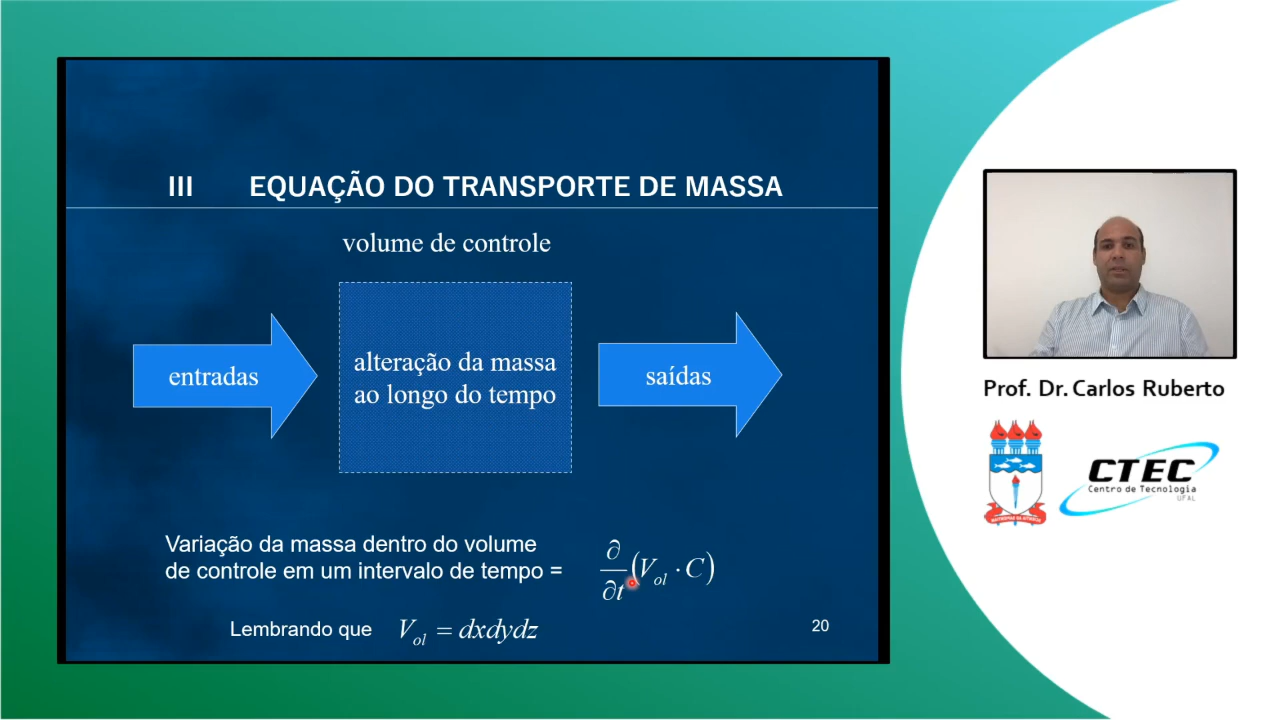 III EQUAÇÃO DO TRANSPORTE DE MASSA
volume de controle
entradas
alteração da massa
ao longo do tempo
saídas
Variação da massa dentro do volume
de controle em um intervalo de tempo =
∂/∂t (V_ol · C)
Lembrando que V_ol = dxdydz
20
Prof. Dr. Carlos Ruberto
CTEC
Centro de Tecnologia
UFAL